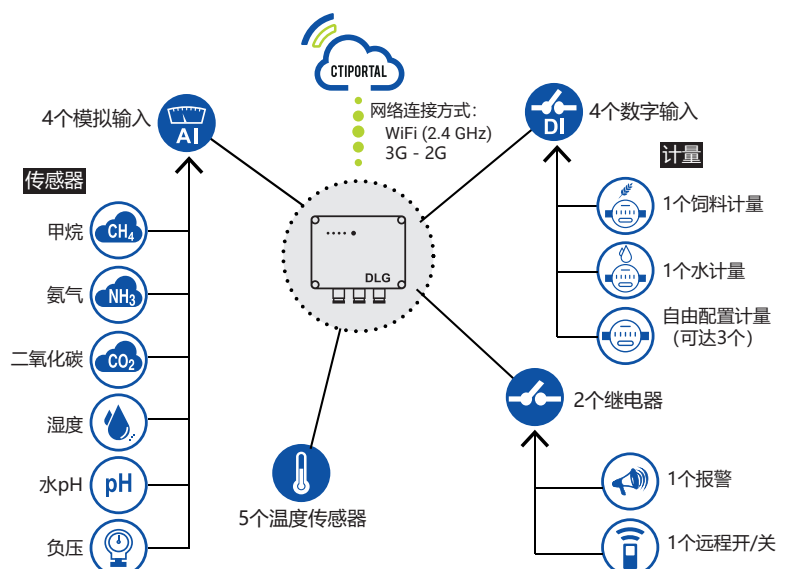 CTIPORTAL
网络连接方式：
WiFi (2.4 GHz)
3G - 2G
4个模拟输入
AI
传感器
甲烷
CH4
氨气
NH3
二氧化碳
CO2
湿度
水pH
pH
负压
DLG
5个温度传感器
4个数字输入
DI
计量
1个饲料计量
1个水计量
自由配置计量
（可达3个）
2个继电器
1个报警
1个远程开/关